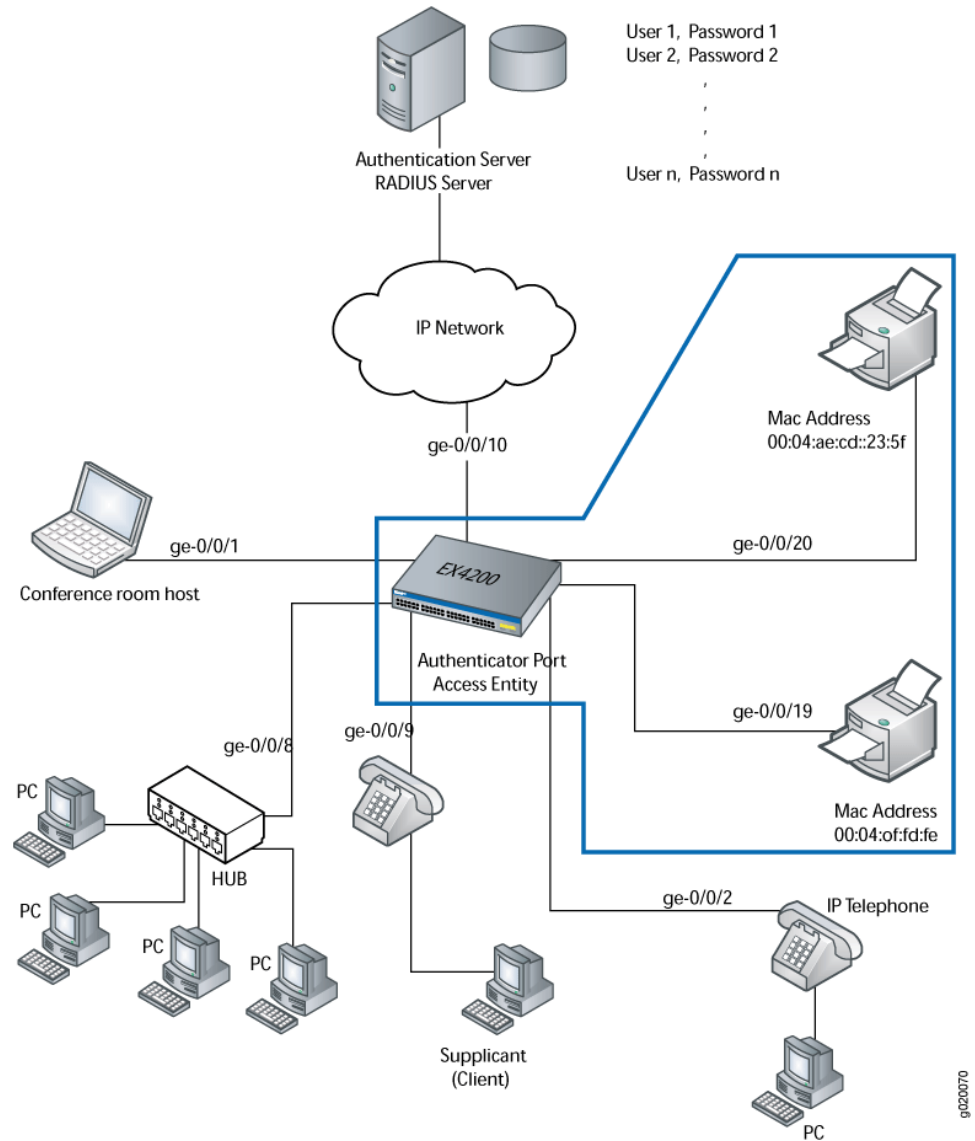 User 1, Password 1
User 2, Password 2
,
,
,
,
User n, Password n
Authentication Server
RADIUS Server
IP Network
ge-0/0/10
Mac Address
00:04:ae:cd::23:5f
ge-0/0/1
ge-0/0/20
EX4200
Conference room host
Authenticator Port
Access Entity
ge-0/0/19
ge-0/0/8
ge-0/0/9
PC
Mac Address
00:04:of:fd:fe
HUB
PC
PC
PC
ge-0/0/2
IP Telephone
Supplicant
(Client)
PC
g020070